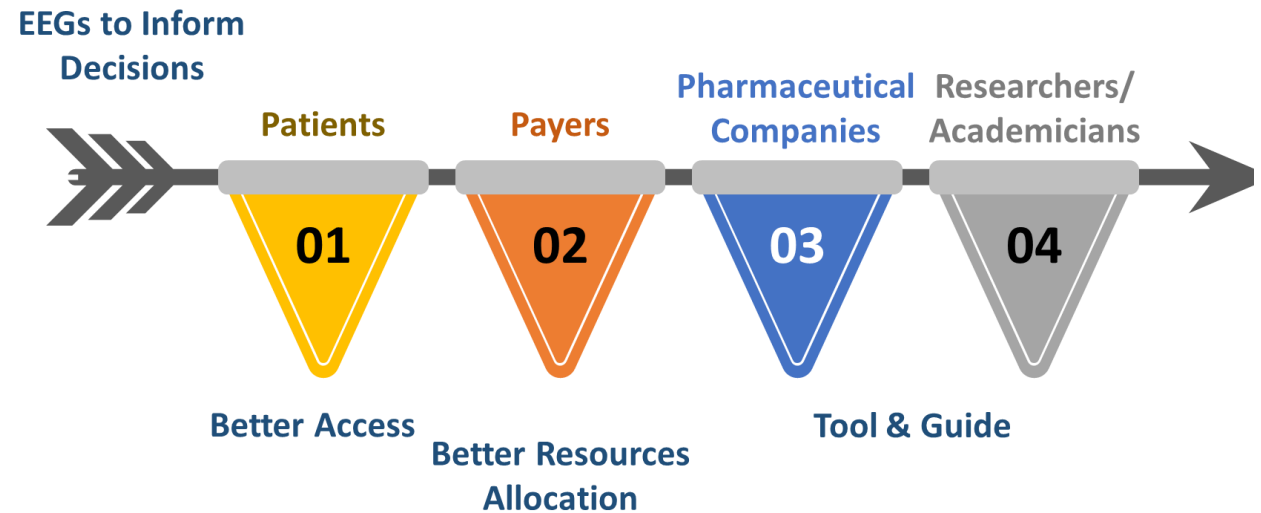 EEGs to Inform
Decisions
Patients
Payers
Pharmaceutical
Companies
Researchers/
Academicians
01
02
03
04
Better Access
Better Resources
Allocation
Tool & Guide